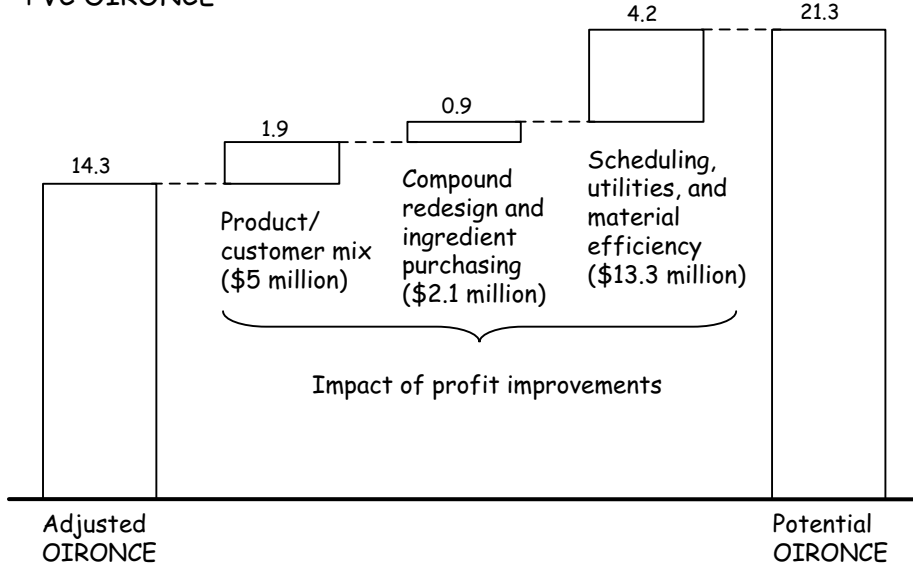 PVC OIRONCE
4.2
21.3
0.9
1.9
14.3
Product/
customer mix
($5 million)
Compound
redesign and
ingredient
purchasing
($2.1 million)
Scheduling,
utilities, and
material
efficiency
($13.3 million)
Impact of profit improvements
Adjusted
OIRONCE
Potential
OIRONCE